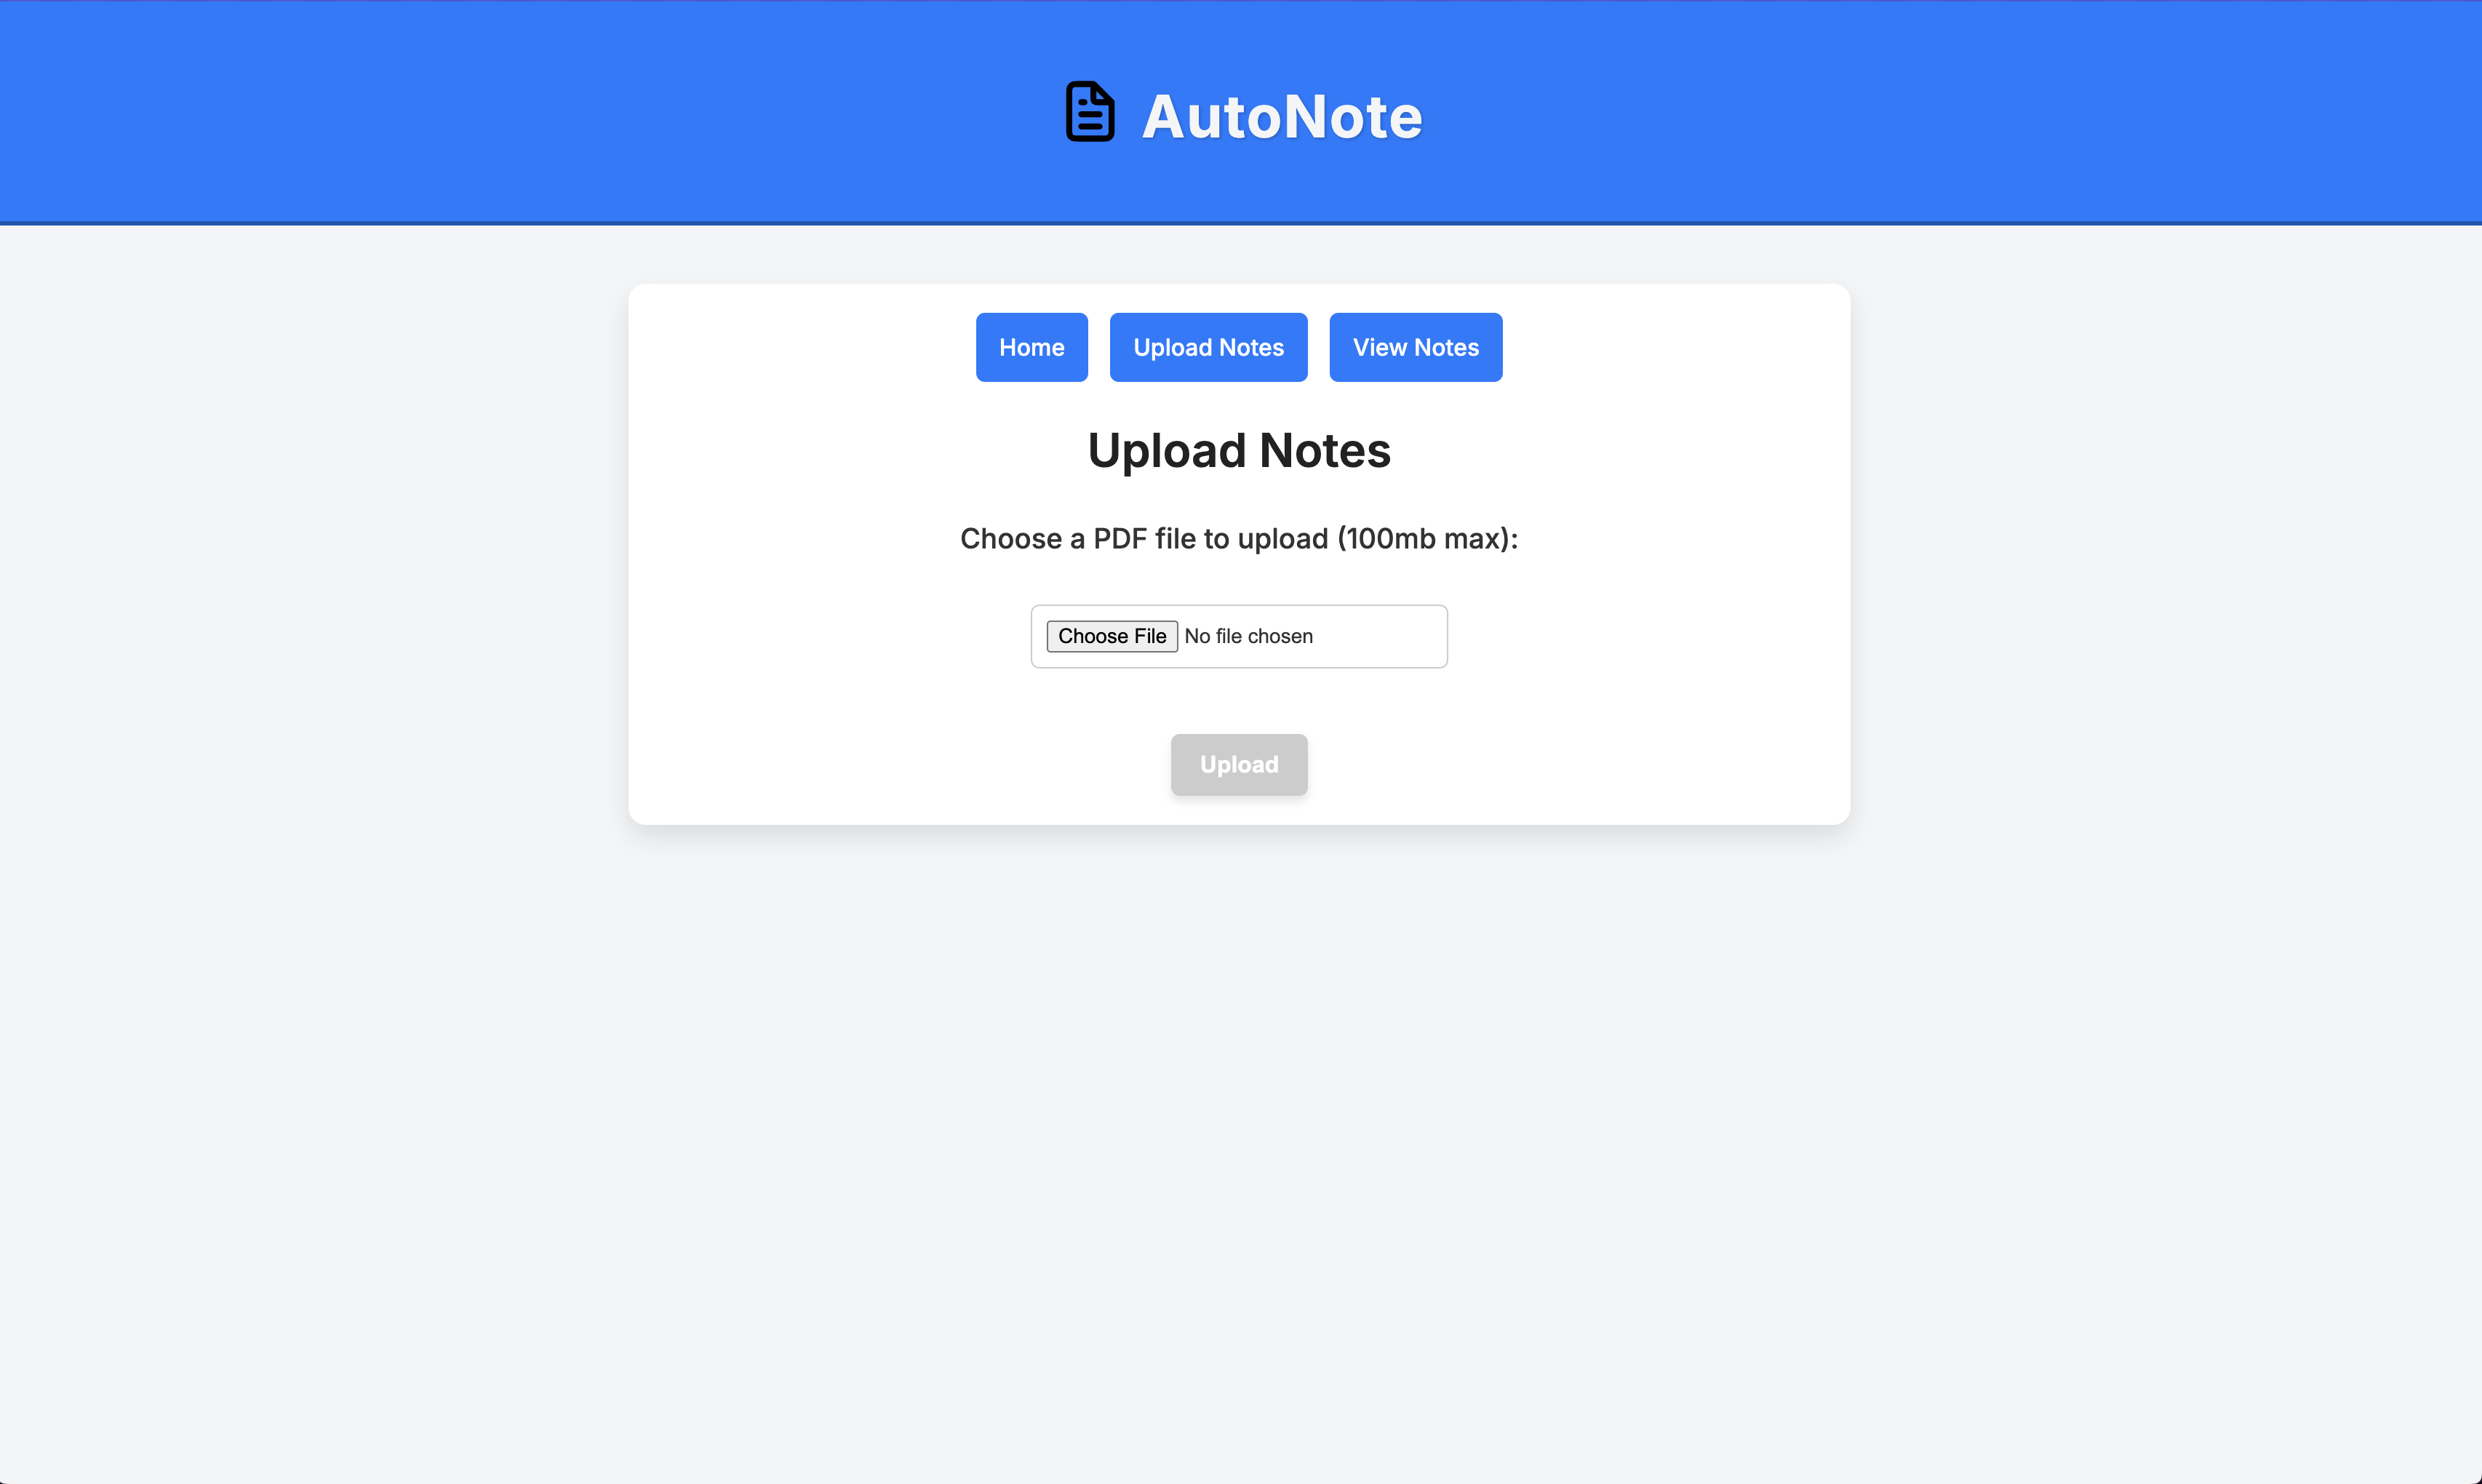 AutoNote
Home Upload Notes View Notes
Upload Notes
Choose a PDF file to upload (100mb max):
Choose File No file chosen
Upload